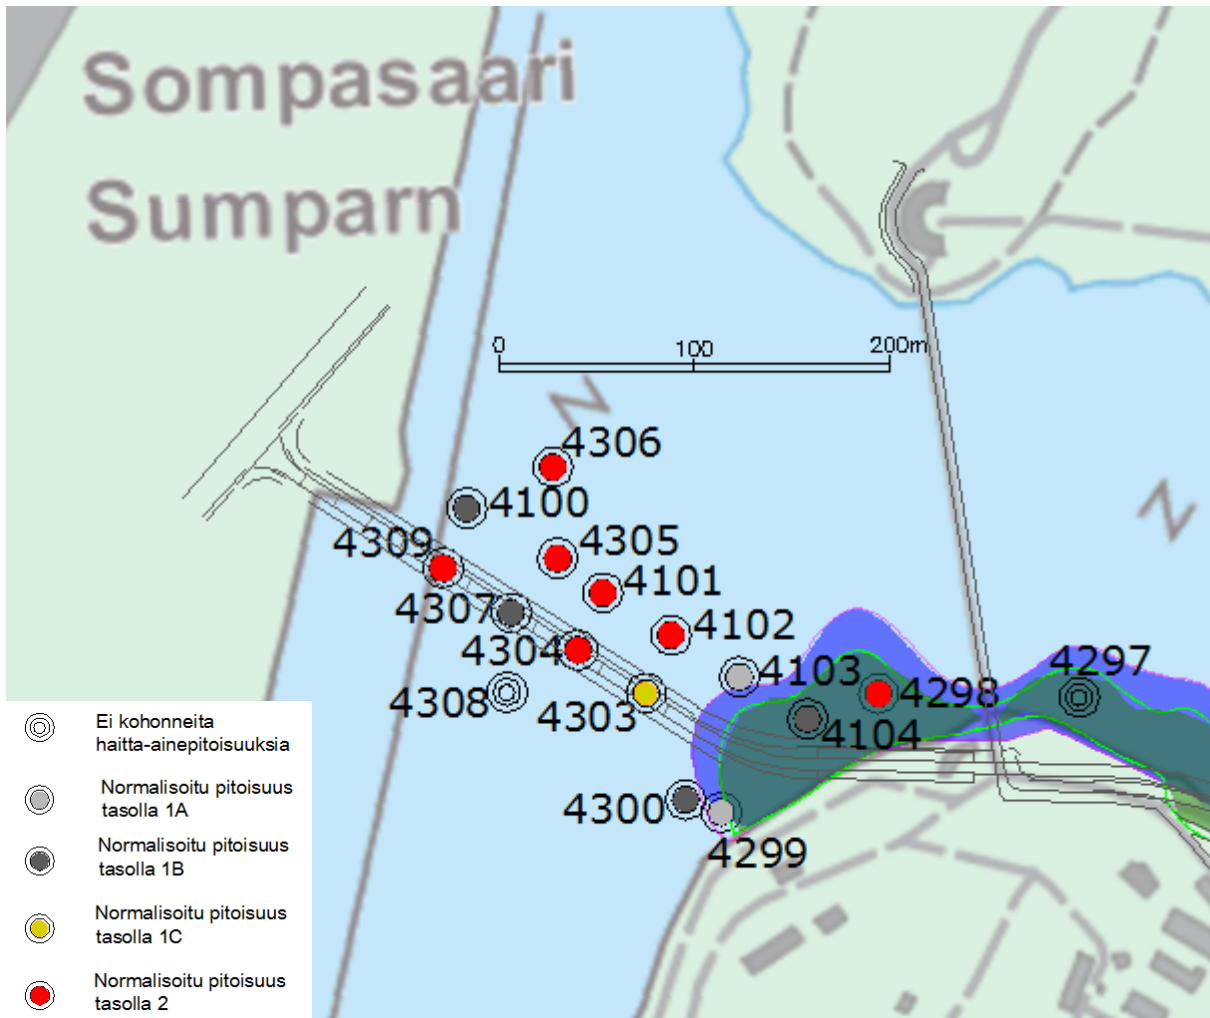 Sompasaari
Sumparn
0 100 200m
4306
4100
4309
4305
4101
4307
4102
4304
4103
4297
4308
4303
4298
4104
4300
4299
Ei kohonneita
haitta-ainepitoisuuksia
Normalisoitu pitoisuus
tasolla 1A
Normalisoitu pitoisuus
tasolla 1B
Normalisoitu pitoisuus
tasolla 1C
Normalisoitu pitoisuus
tasolla 2